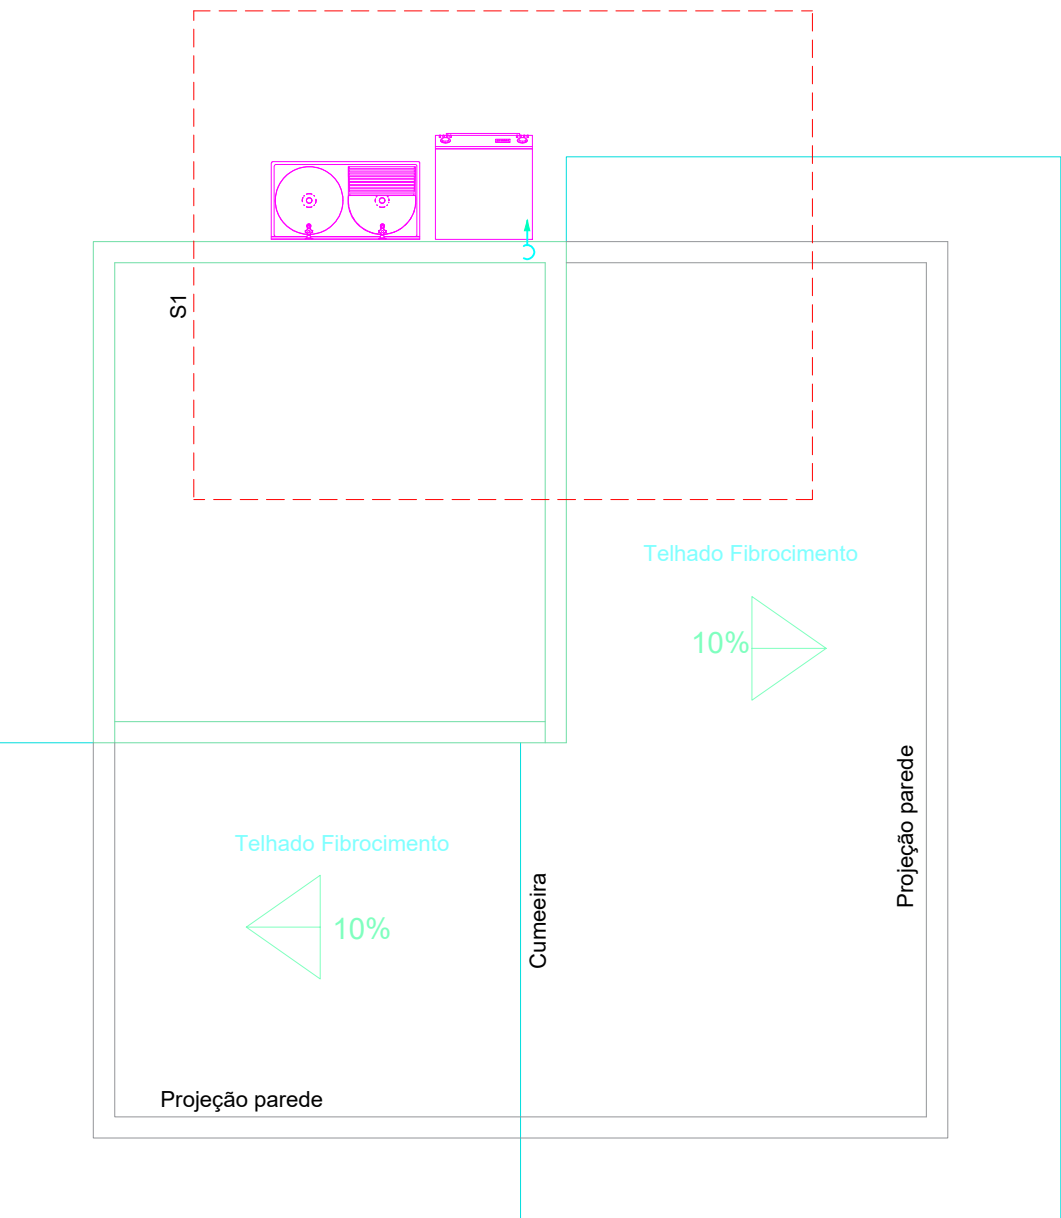 S1
Telhado Fibrocimento
10%
Projeção parede
Telhado Fibrocimento
10%
Cumeeira
Projeção parede